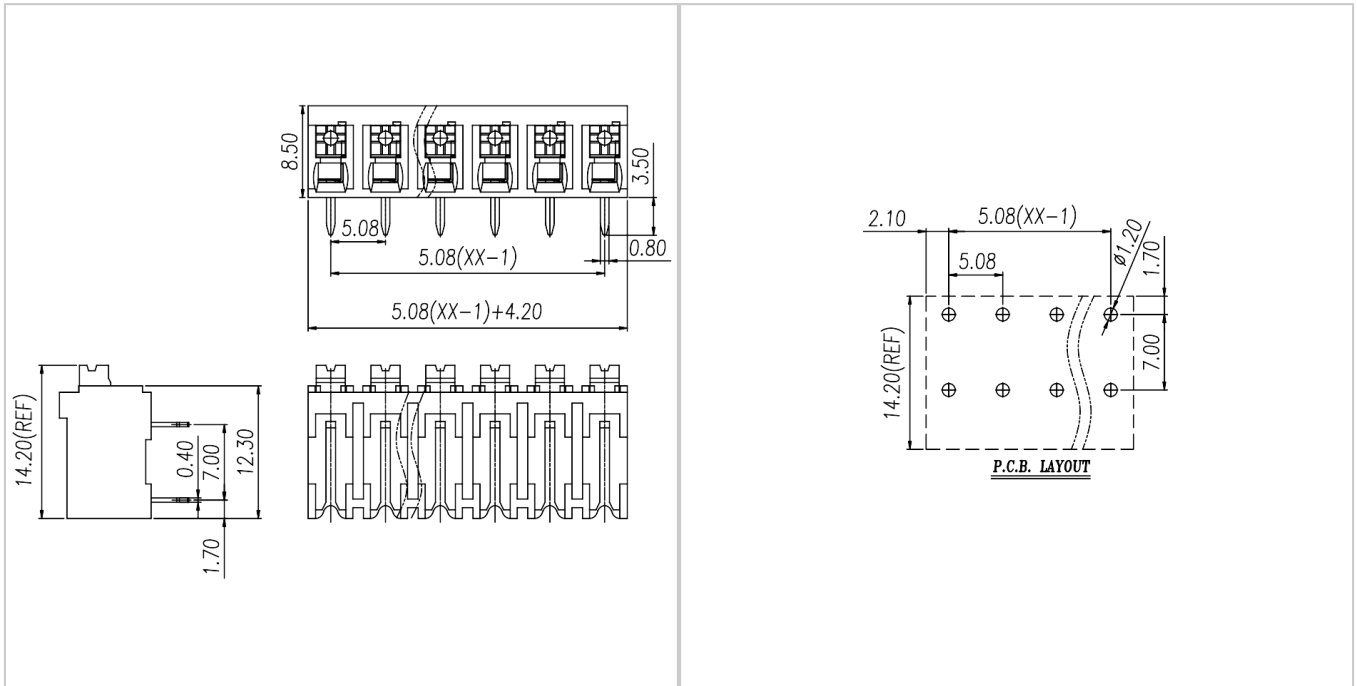 8.50
3.50
5.08
0.80
5.08(XX-1)
5.08(XX-1)+4.20
14.20(REF)
0.40
7.00
12.30
1.70
2.10
5.08(XX-1)
ø1.20
1.70
5.08
14.20(REF)
7.00
P.C.B. LAYOUT